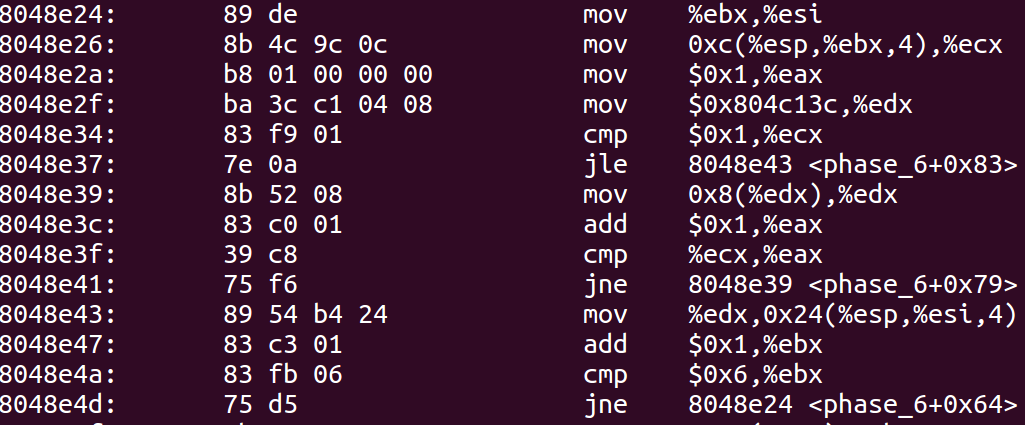 8048e24: 89 de mov %ebx,%esi
8048e26: 8b 4c 9c 0c mov 0xc(%esp,%ebx,4),%ecx
8048e2a: b8 01 00 00 00 mov $0x1,%eax
8048e2f: ba 3c c1 04 08 mov $0x804c13c,%edx
8048e34: 83 f9 01 cmp $0x1,%ecx
8048e37: 7e 0a jle 8048e43 <phase_6+0x83>
8048e39: 8b 52 08 mov 0x8(%edx),%edx
8048e3c: 83 c0 01 add $0x1,%eax
8048e3f: 39 c8 cmp %ecx,%eax
8048e41: 75 f6 jne 8048e39 <phase_6+0x79>
8048e43: 89 54 b4 24 mov %edx,0x24(%esp,%esi,4)
8048e47: 83 c3 01 add $0x1,%ebx
8048e4a: 83 fb 06 cmp $0x6,%ebx
8048e4d: 75 d5 jne 8048e24 <phase_6+0x64>